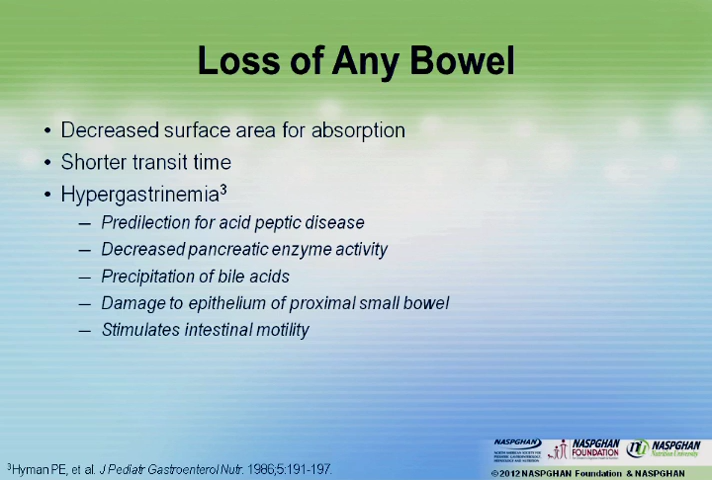 Loss of Any Bowel
• Decreased surface area for absorption
• Shorter transit time
• Hypergastrinemia³
— Predilection for acid peptic disease
— Decreased pancreatic enzyme activity
— Precipitation of bile acids
— Damage to epithelium of proximal small bowel
— Stimulates intestinal motility
³Hyman PE, et al. J Pediatr Gastroenterol Nutr. 1986;5:191-197.
NASPGHAN
NASPGHAN
FOUNDATION
NASPGHAN
Nutrition University
©2012 NASPGHAN Foundation & NASPGHAN